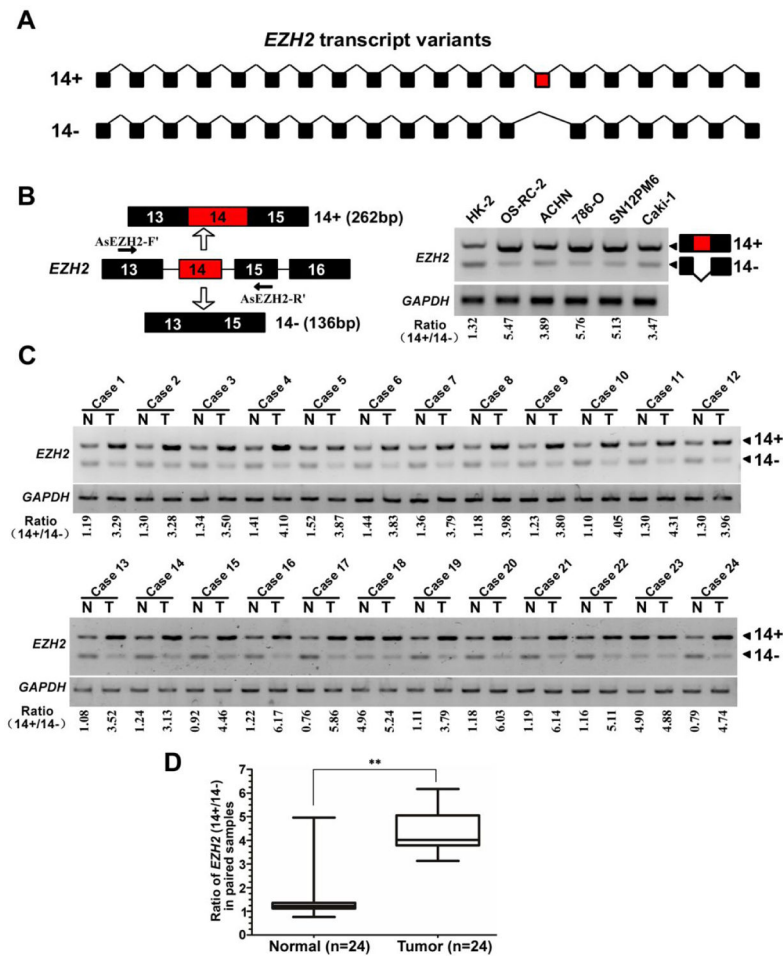 A
EZH2 transcript variants
14+
14-
B
13 14 15 14+ (262bp)
AsEZH2-F'
EZH2 13 14 15 16
AsEZH2-R'
13 15 14- (136bp)
HK-2 OS-RC-2 ACHN 786-O SN12PM6 Caki-1
EZH2
14+
14-
GAPDH
Ratio (14+/14-) 1.32 5.47 3.89 5.76 5.13 3.47
C
Case 1 Case 2 Case 3 Case 4 Case 5 Case 6 Case 7 Case 8 Case 9 Case 10 Case 11 Case 12
N T N T N T N T N T N T N T N T N T N T N T N T
EZH2
14+
14-
GAPDH
Ratio (14+/14-) 1.19 3.29 1.30 3.28 1.34 3.50 1.41 4.10 1.52 3.87 1.44 3.83 1.36 3.79 1.18 3.98 1.23 3.80 1.10 4.05 1.30 4.31 1.30 3.96
Case 13 Case 14 Case 15 Case 16 Case 17 Case 18 Case 19 Case 20 Case 21 Case 22 Case 23 Case 24
N T N T N T N T N T N T N T N T N T N T N T N T
EZH2
14+
14-
GAPDH
Ratio (14+/14-) 1.08 3.52 1.24 3.13 0.92 4.46 1.22 6.17 0.76 5.86 4.96 5.24 1.11 3.79 1.18 6.03 1.19 6.14 1.16 5.11 4.90 4.88 0.79 4.74
D
Ratio of EZH2 (14+/14-)
in paired samples
**
7
6
5
4
3
2
1
0
Normal (n=24) Tumor (n=24)